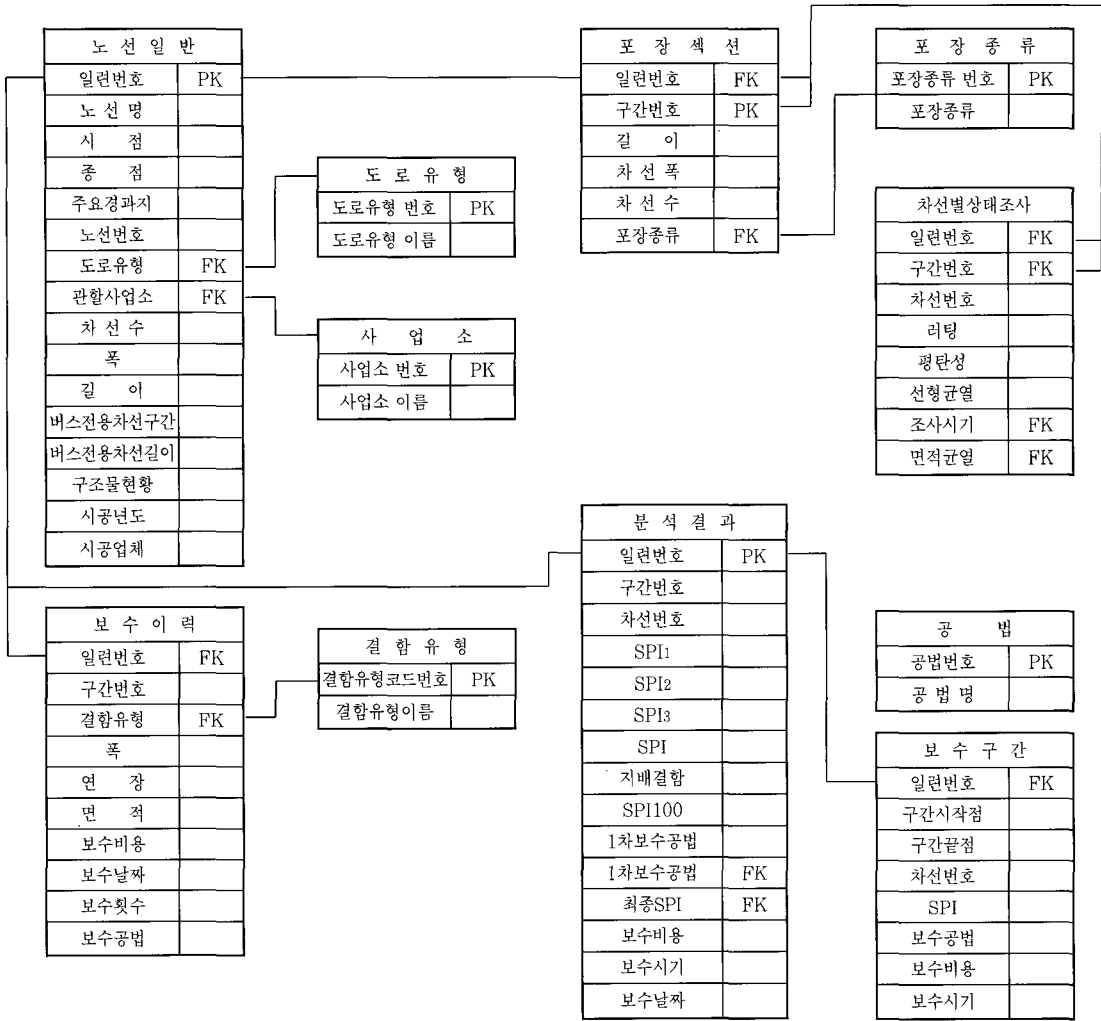 노 선 일 반
일련번호 PK
노 선 명
시 점
종 점
주요경과지
노선번호
도로유형 FK
관할사업소 FK
차 선 수
폭
길 이
버스전용차선구간
버스전용차선길이
구조물현황
시공년도
시공업체
도 로 유 형
도로유형 번호 PK
도로유형 이름
사 업 소
사업소 번호 PK
사업소 이름
포 장 섹 션
일련번호 FK
구간번호 PK
길 이
차 선 폭
차 선 수
포장종류 FK
포 장 종 류
포장종류 번호 PK
포장종류
차선별상태조사
일련번호 FK
구간번호 FK
차선번호
러팅
평탄성
선형균열
조사시기 FK
면적균열 FK
보 수 이 력
일련번호 FK
구간번호
결함유형 FK
폭
연 장
면 적
보수비용
보수날짜
보수횟수
보수공법
결 함 유 형
결함유형코드번호 PK
결함유형이름
분 석 결 과
일련번호 PK
구간번호
차선번호
SPI1
SPI2
SPI3
SPI
지배결함
SPI100
1차보수공법
1차보수공법 FK
최종SPI FK
보수비용
보수시기
보수날짜
공 법
공법번호 PK
공 법 명
보 수 구 간
일련번호 FK
구간시작점
구간끝점
차선번호
SPI
보수공법
보수비용
보수시기